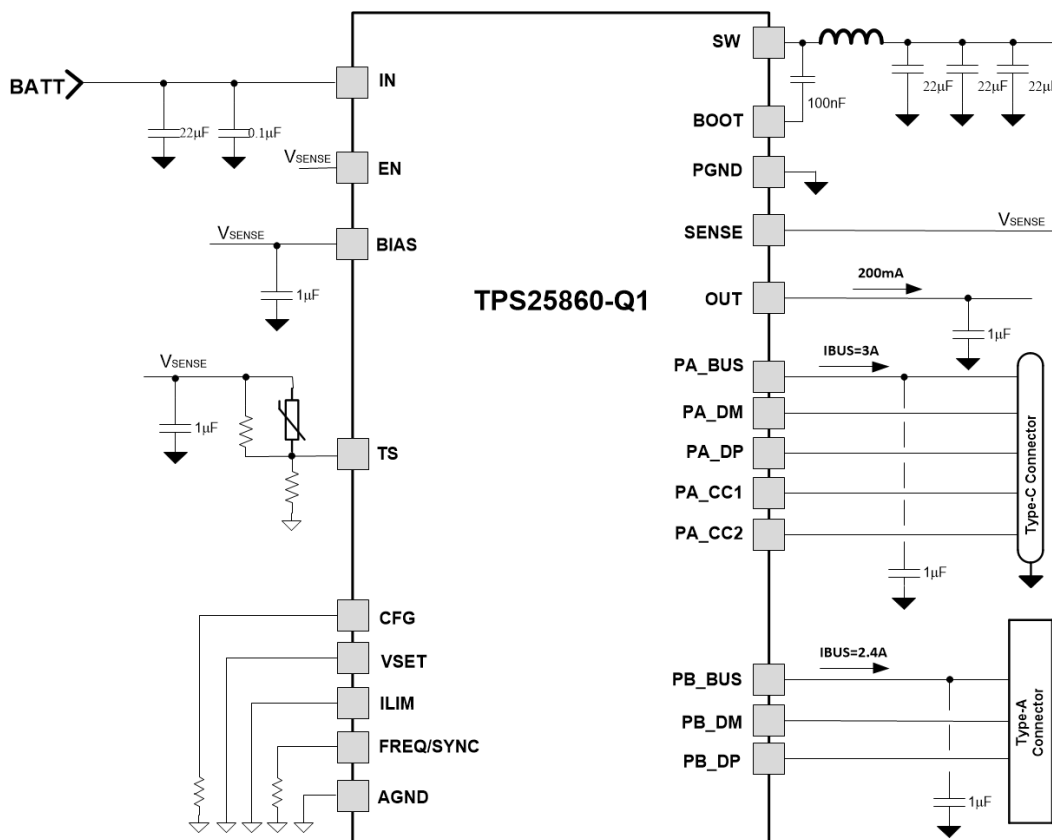 BATT
22µF
0.1µF
IN
VSENSE
EN
VSENSE
BIAS
1µF
VSENSE
1µF
TS
CFG
VSET
ILIM
FREQ/SYNC
AGND
TPS25860-Q1
SW
100nF
22µF
22µF
22µF
BOOT
PGND
SENSE
VSENSE
OUT
200mA
1µF
PA_BUS
IBUS=3A
PA_DM
PA_DP
PA_CC1
PA_CC2
1µF
Type-C Connector
PB_BUS
IBUS=2.4A
PB_DM
PB_DP
1µF
Type-A
Connector